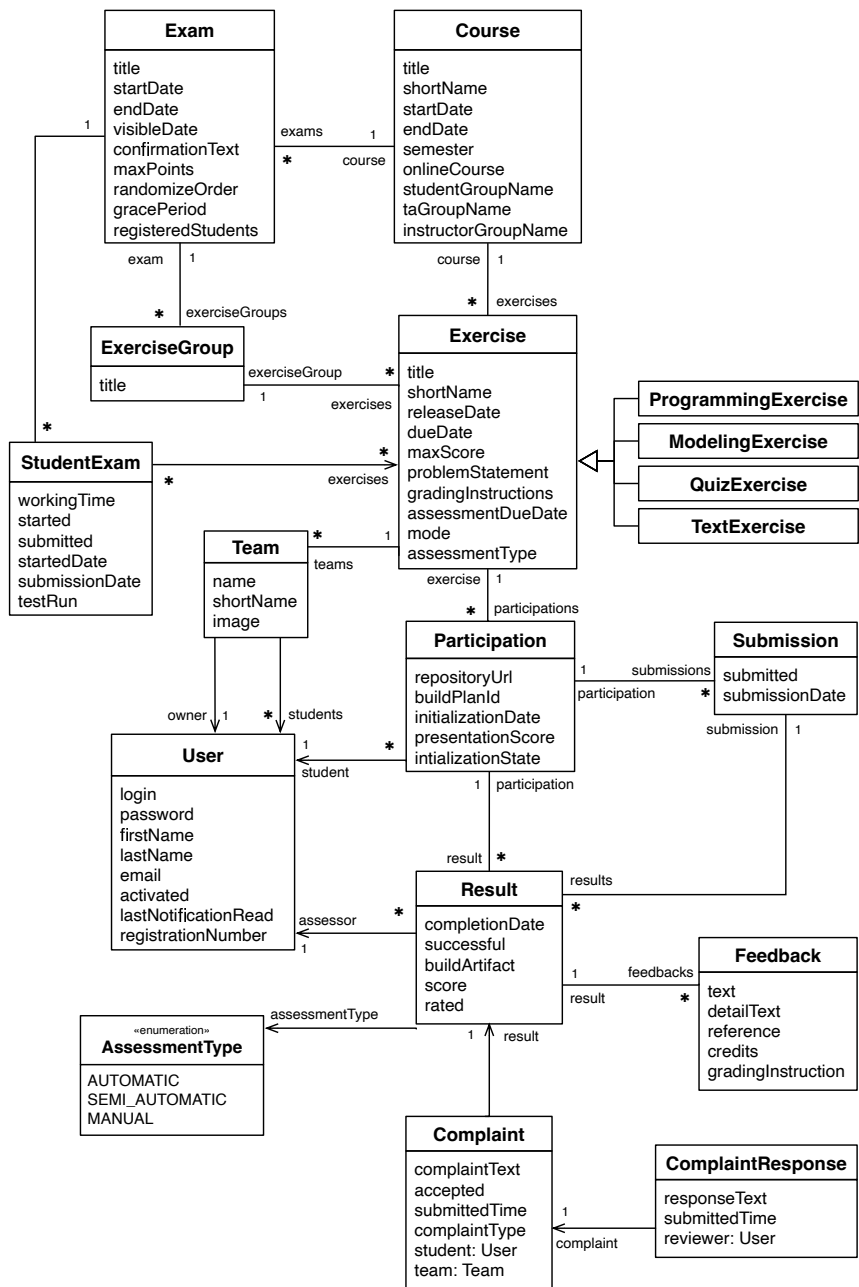 Exam
title
startDate
endDate
visibleDate
confirmationText
maxPoints
randomizeOrder
gracePeriod
registeredStudents
Course
title
shortName
startDate
endDate
semester
onlineCourse
studentGroupName
taGroupName
instructorGroupName
1
exams
1
*
course
exam
1
course
1
*
exerciseGroups
*
exercises
ExerciseGroup
title
exerciseGroup
*
1
exercises
Exercise
title
shortName
releaseDate
dueDate
maxScore
problemStatement
gradingInstructions
assessmentDueDate
mode
assessmentType
ProgrammingExercise
ModelingExercise
QuizExercise
TextExercise
*
StudentExam
workingTime
started
submitted
startedDate
submissionDate
testRun
*
*
exercises
Team
name
shortName
image
*
1
teams
exercise
1
*
participations
Participation
repositoryUrl
buildPlanId
initializationDate
presentationScore
intializationState
1
submissions
participation
*
Submission
submitted
submissionDate
submission
1
owner
1
*
students
User
login
password
firstName
lastName
email
activated
lastNotificationRead
registrationNumber
1
*
student
1
participation
result
*
Result
completionDate
successful
buildArtifact
score
rated
results
*
assessor
*
1
1
feedbacks
result
*
Feedback
text
detailText
reference
credits
gradingInstruction
assessmentType
«enumeration»
AssessmentType
AUTOMATIC
SEMI_AUTOMATIC
MANUAL
1
result
Complaint
complaintText
accepted
submittedTime
complaintType
student: User
team: Team
1
complaint
ComplaintResponse
responseText
submittedTime
reviewer: User